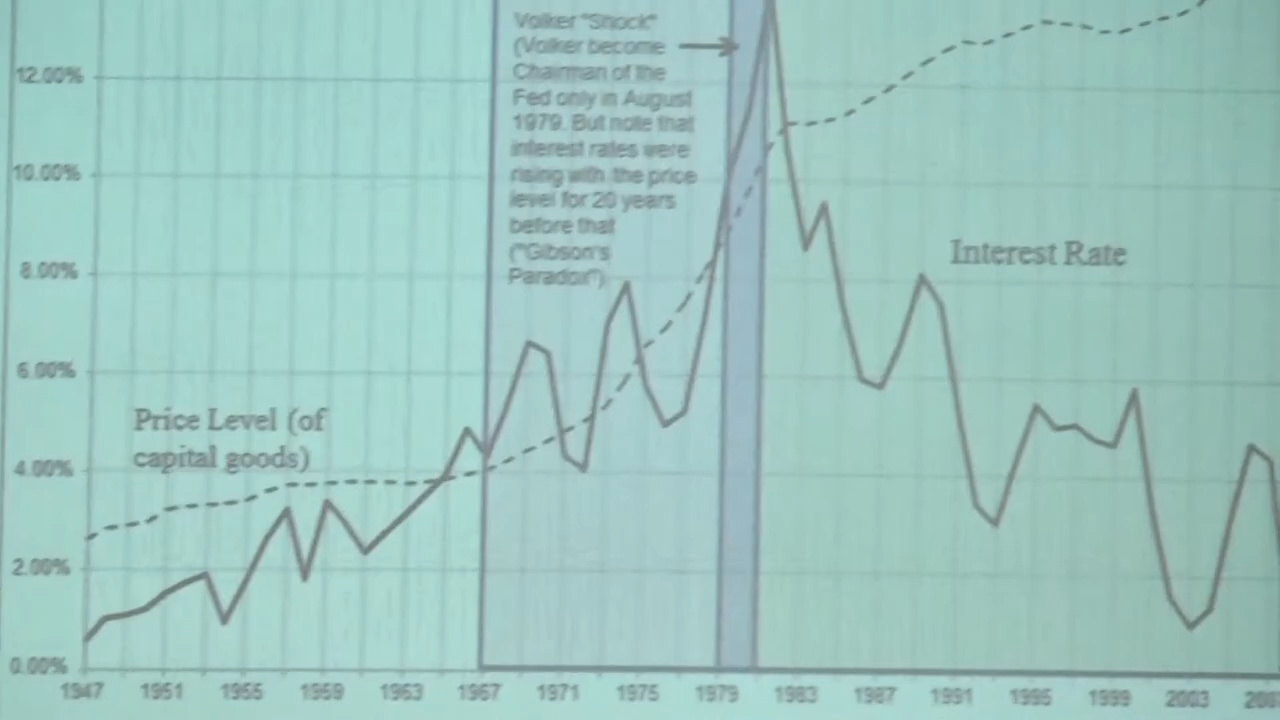 Volker "Shock"
(Volker become
Chairman of the
Fed only in August
1979. But note that
interest rates were
rising with the price
level for 20 years
before that
("Gibson's
Paradox")
12.00%
10.00%
8.00%
6.00%
4.00%
2.00%
0.00%
Interest Rate
Price Level (of
capital goods)
1947 1951 1955 1959 1963 1967 1971 1975 1979 1983 1987 1991 1995 1999 2003